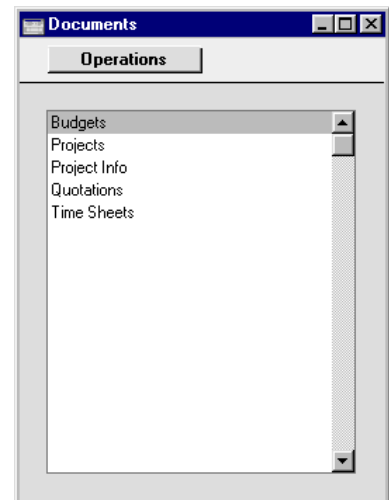 Documents
Operations
Budgets
Projects
Project Info
Quotations
Time Sheets